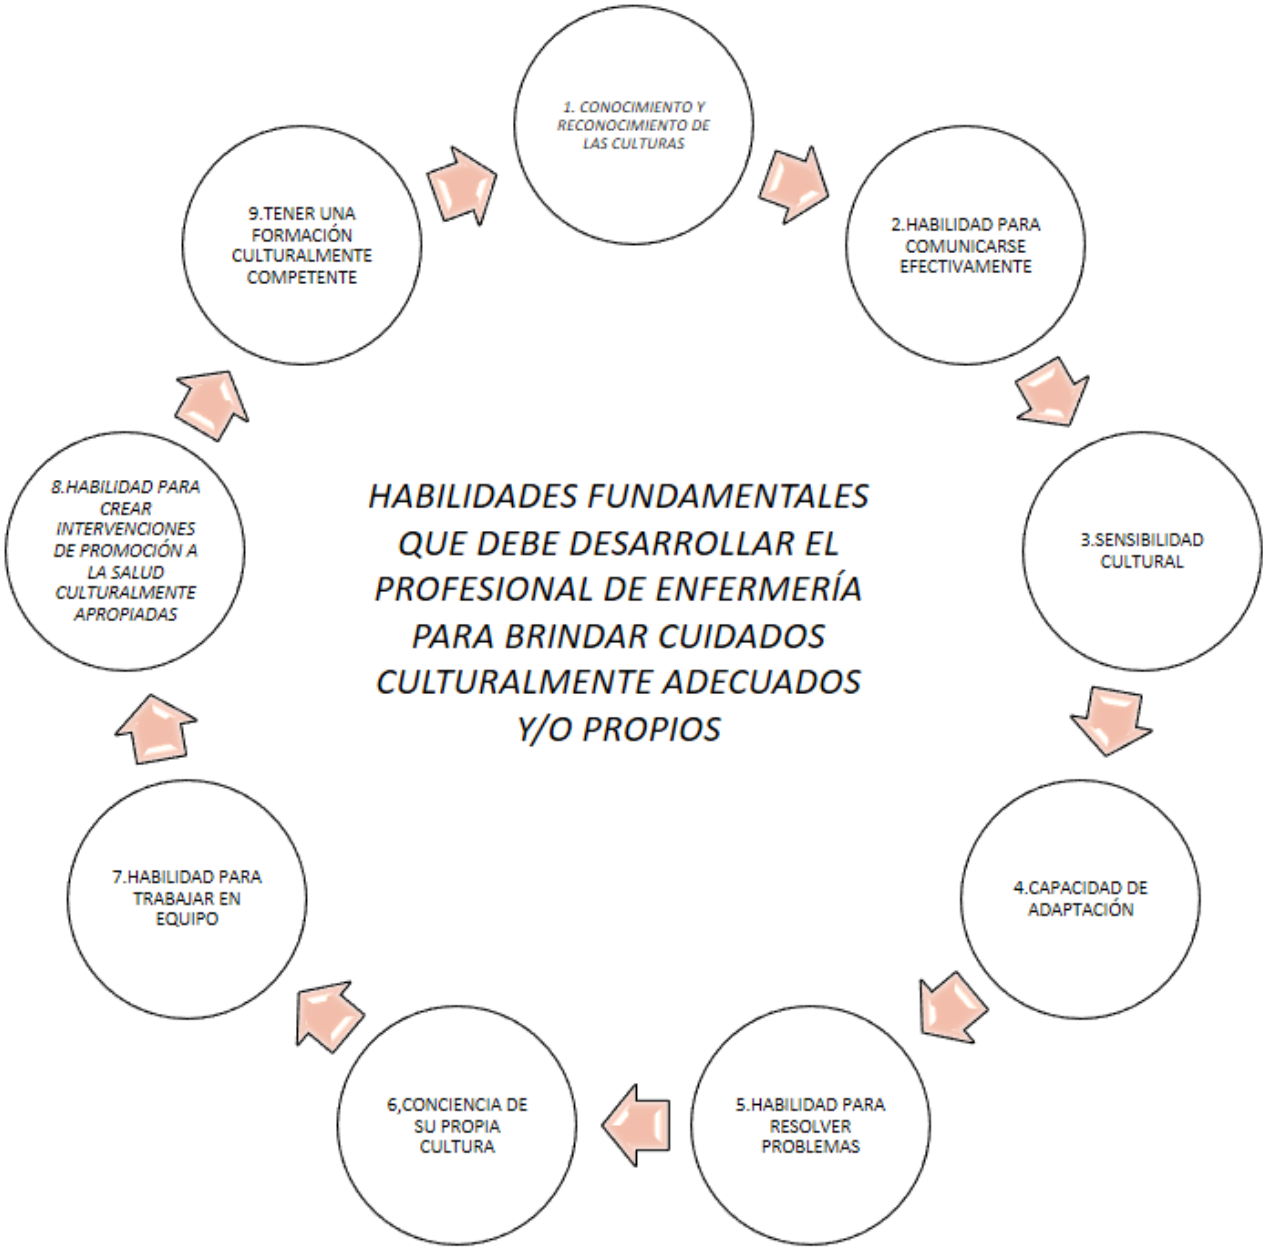 1. CONOCIMIENTO Y
RECONOCIMIENTO DE
LAS CULTURAS
2.HABILIDAD PARA
COMUNICARSE
EFECTIVAMENTE
3.SENSIBILIDAD
CULTURAL
4.CAPACIDAD DE
ADAPTACIÓN
5.HABILIDAD PARA
RESOLVER
PROBLEMAS
6,CONCIENCIA DE
SU PROPIA
CULTURA
7.HABILIDAD PARA
TRABAJAR EN
EQUIPO
8.HABILIDAD PARA
CREAR
INTERVENCIONES
DE PROMOCIÓN A
LA SALUD
CULTURALMENTE
APROPIADAS
9.TENER UNA
FORMACIÓN
CULTURALMENTE
COMPETENTE
HABILIDADES FUNDAMENTALES
QUE DEBE DESARROLLAR EL
PROFESIONAL DE ENFERMERÍA
PARA BRINDAR CUIDADOS
CULTURALMENTE ADECUADOS
Y/O PROPIOS